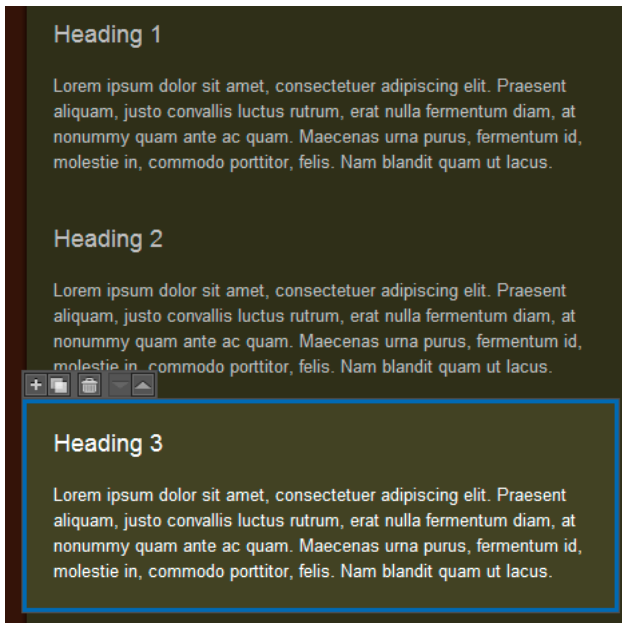 Heading 1
Lorem ipsum dolor sit amet, consectetuer adipiscing elit. Praesent
aliquam, justo convallis luctus rutrum, erat nulla fermentum diam, at
nonummy quam ante ac quam. Maecenas urna purus, fermentum id,
molestie in, commodo porttitor, felis. Nam blandit quam ut lacus.
Heading 2
Lorem ipsum dolor sit amet, consectetuer adipiscing elit. Praesent
aliquam, justo convallis luctus rutrum, erat nulla fermentum diam, at
nonummy quam ante ac quam. Maecenas urna purus, fermentum id,
molestie in, commodo porttitor, felis. Nam blandit quam ut lacus.
Heading 3
Lorem ipsum dolor sit amet, consectetuer adipiscing elit. Praesent
aliquam, justo convallis luctus rutrum, erat nulla fermentum diam, at
nonummy quam ante ac quam. Maecenas urna purus, fermentum id,
molestie in, commodo porttitor, felis. Nam blandit quam ut lacus.